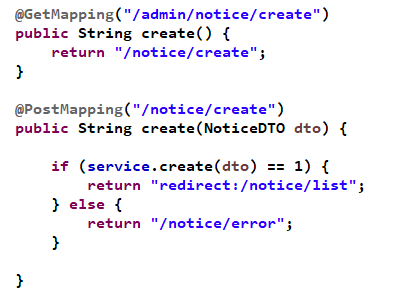 @GetMapping("/admin/notice/create")
public String create() {
    return "/notice/create";
}

@PostMapping("/notice/create")
public String create(NoticeDTO dto) {

    if (service.create(dto) == 1) {
        return "redirect:/notice/list";
    } else {
        return "/notice/error";
    }

}